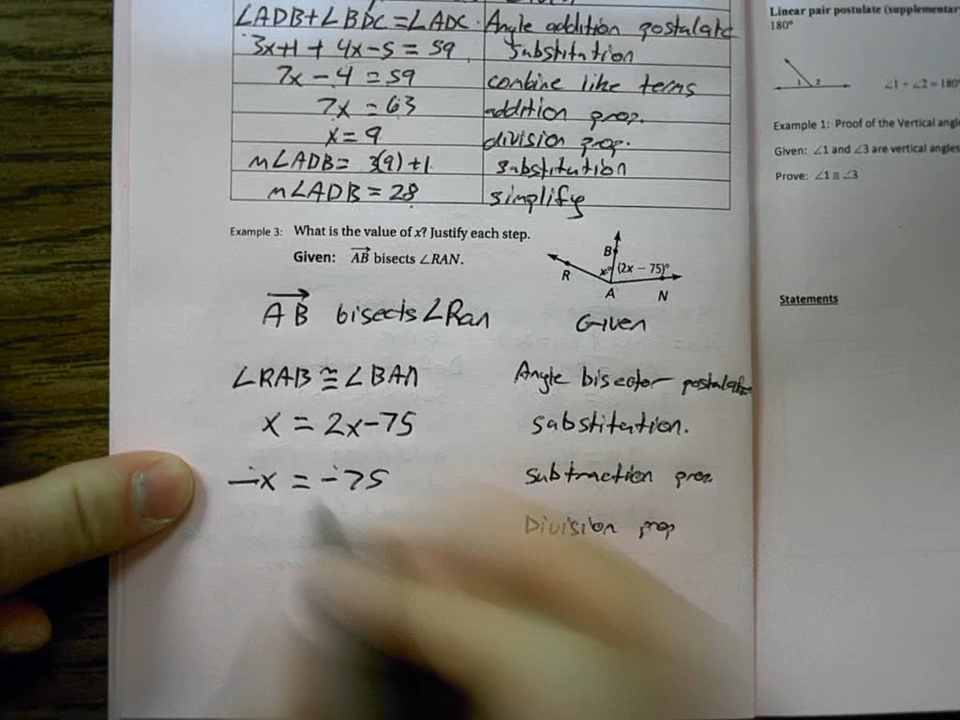 ∠ADB+∠BDC=∠ADC Angle addition postulate
3x+1 + 4x-5 = 59 substitution
7x - 4 = 59 combine like terms
7x = 63 addition prop.
x = 9 division prop.
m∠ADB = 3(9)+1 substitution
m∠ADB = 28 simplify
Example 3: What is the value of x? Justify each step.
Given: AB bisects ∠RAN.
B
R
x° (2x − 75)°
A N
AB bisects ∠Ran Given
∠RAB ≅ ∠BAN Angle bisector postulate
x = 2x-75 substitution.
-x = -75 subtraction prop.
Division prop
Linear pair postulate (supplementar
180°
2
∠1 + ∠2 = 180°
Example 1: Proof of the Vertical angl
Given: ∠1 and ∠3 are vertical angles
Prove: ∠1 ≅ ∠3
Statements